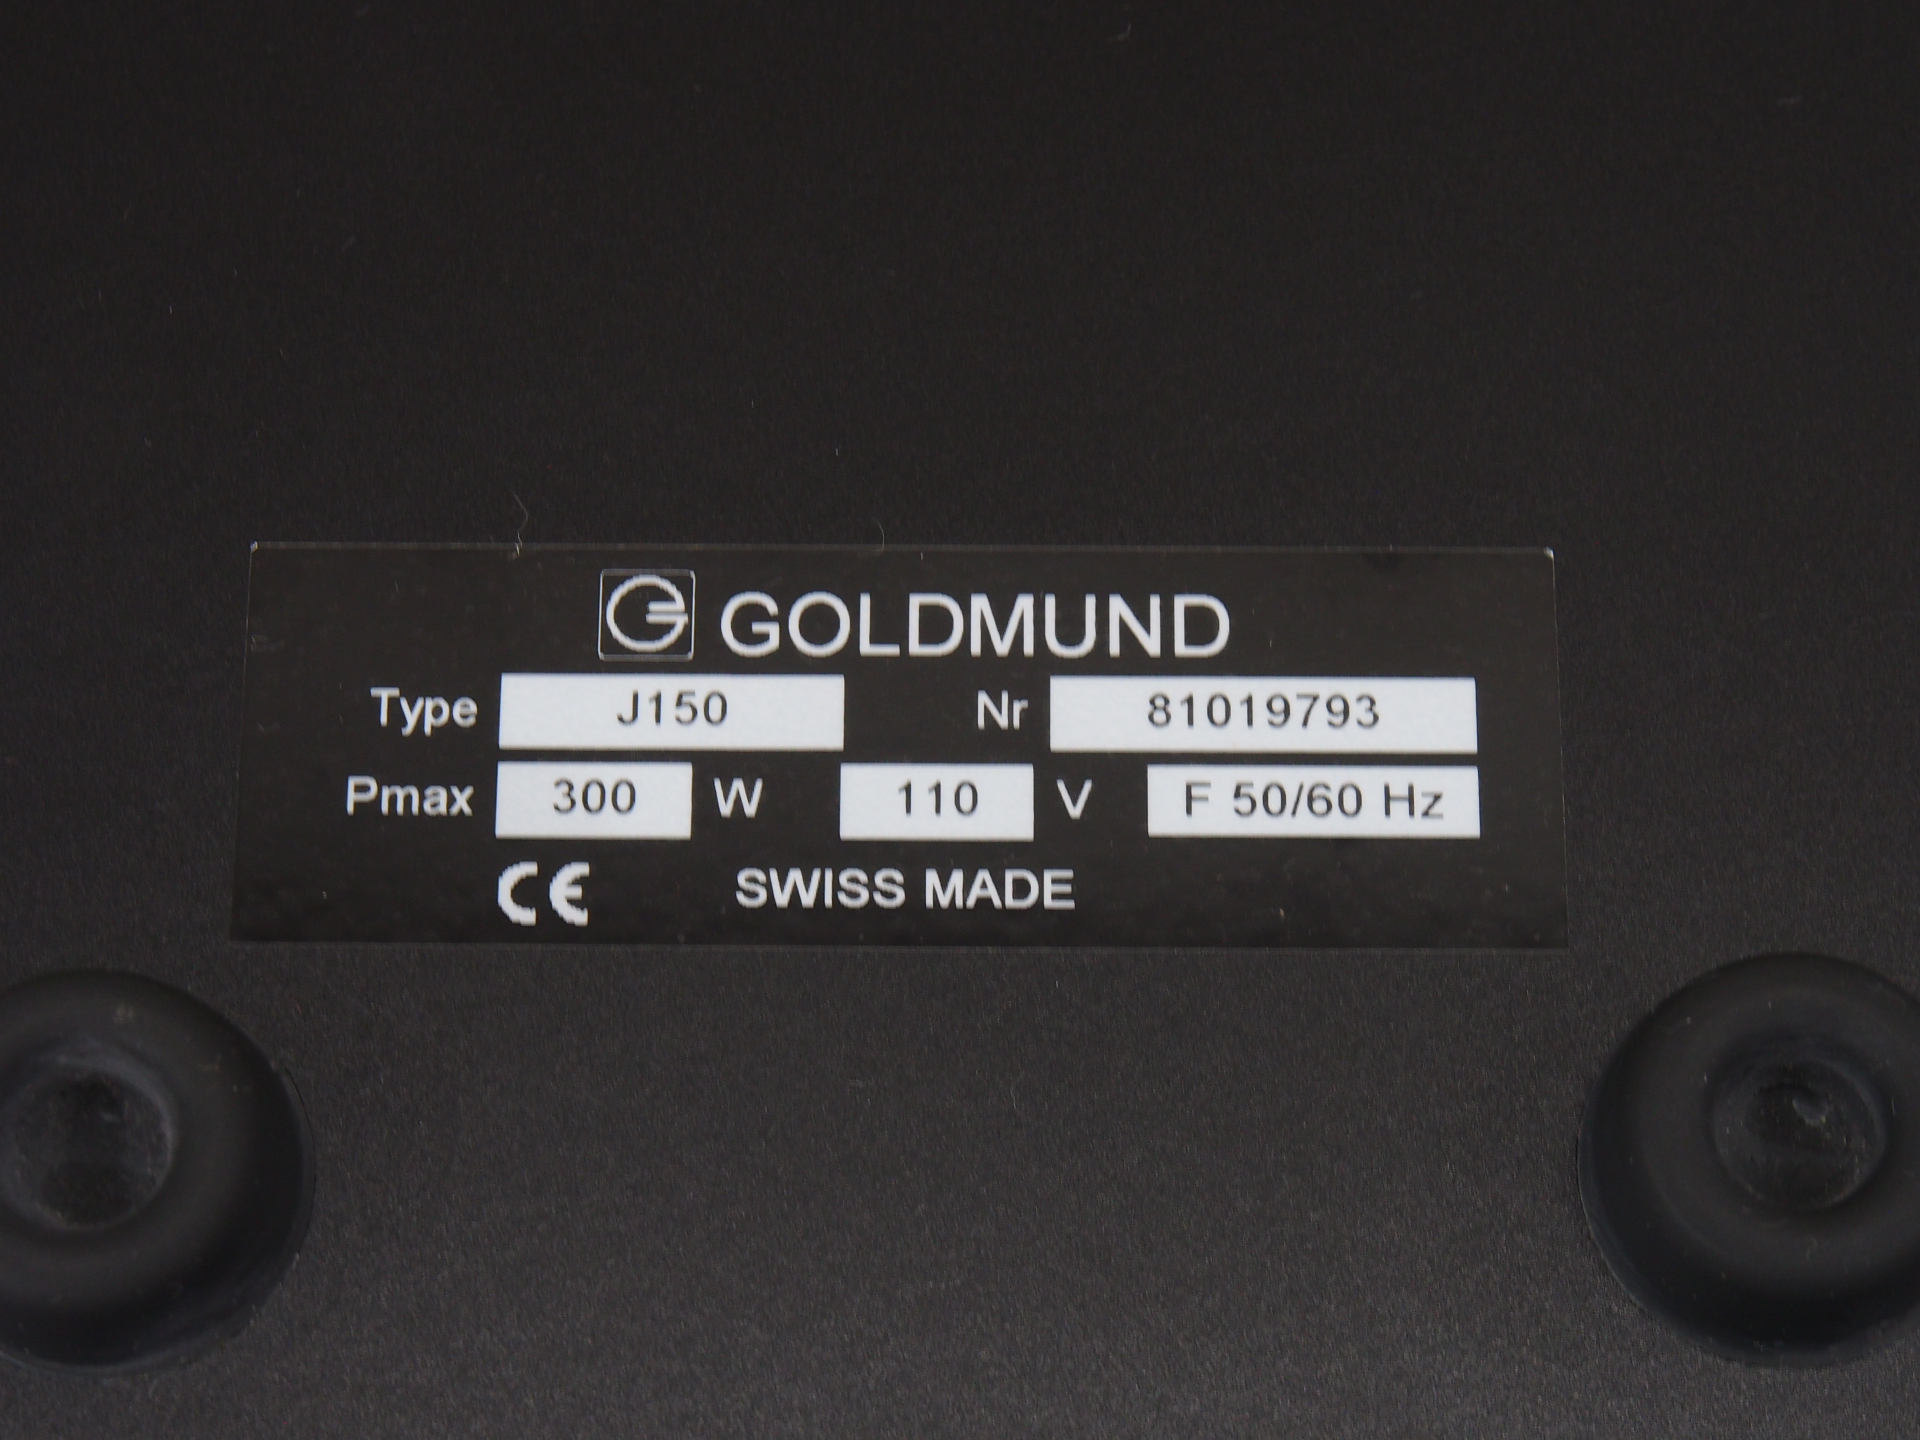 GOLDMUND
Type J150 Nr 81019793
Pmax 300 W 110 V F 50/60 Hz
CE SWISS MADE